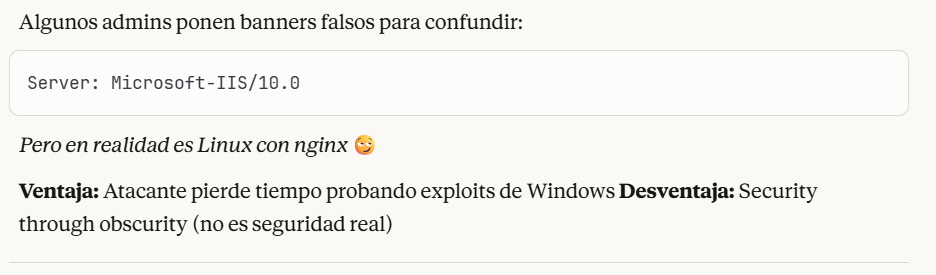 Algunos admins ponen banners falsos para confundir:
Server: Microsoft-IIS/10.0
Pero en realidad es Linux con nginx 😏
Ventaja: Atacante pierde tiempo probando exploits de Windows Desventaja: Security
through obscurity (no es seguridad real)